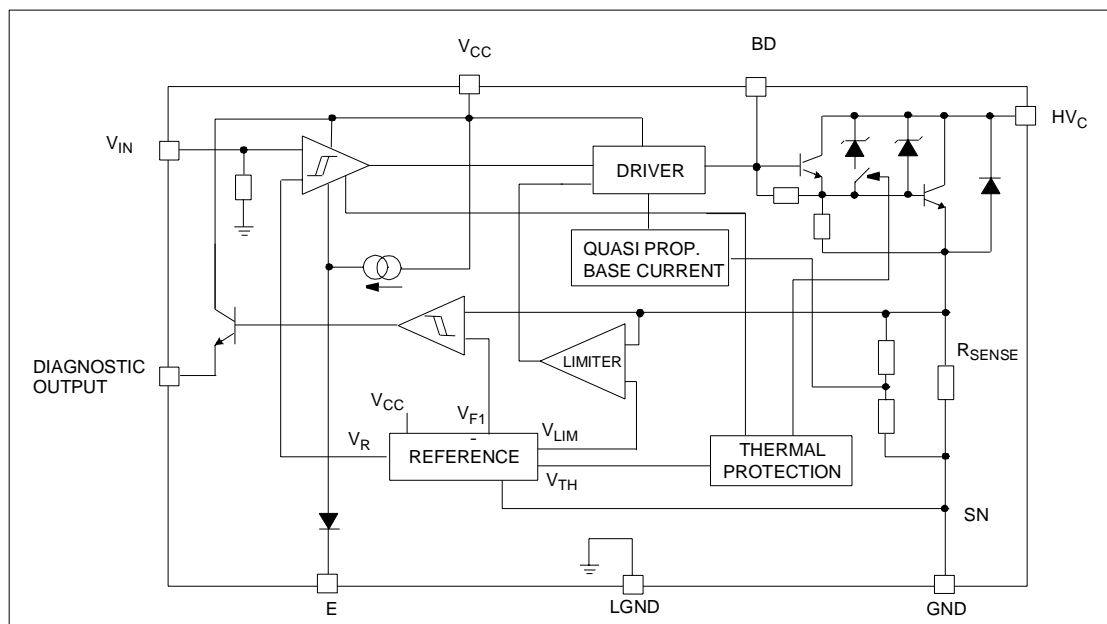 V_CC
BD
V_IN
HV_C
DRIVER
QUASI PROP.
BASE CURRENT
LIMITER
R_SENSE
DIAGNOSTIC
OUTPUT
V_CC
V_F1
V_LIM
V_R
REFERENCE
V_TH
THERMAL
PROTECTION
SN
E
LGND
GND